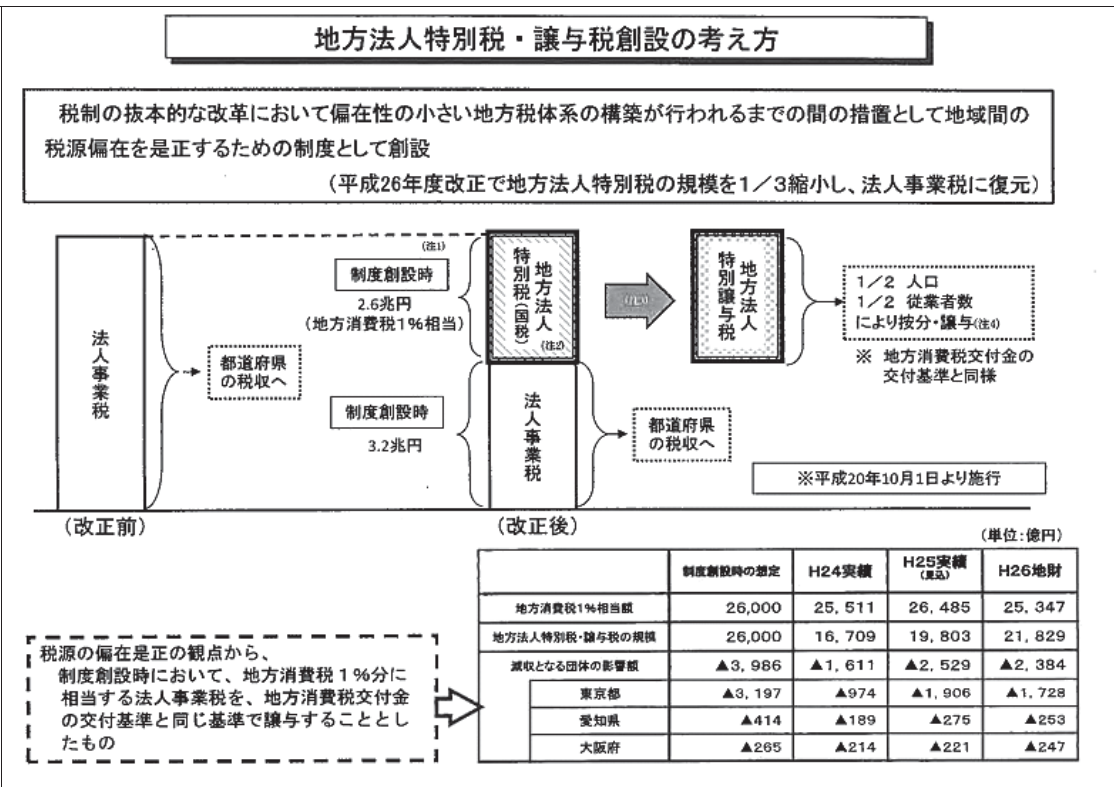 地方法人特別税・譲与税創設の考え方
税制の抜本的な改革において偏在性の小さい地方税体系の構築が行われるまでの間の措置として地域間の
税源偏在を是正するための制度として創設
(平成26年度改正で地方法人特別税の規模を1／3縮小し、法人事業税に復元)
法人事業税
都道府県
の税収へ
(注1)
制度創設時
2.6兆円
(地方消費税1%相当)
地方法人
特別税(国税)
(注2)
地方法人
特別譲与税
1／2 人口
1／2 従業者数
により按分・譲与(注4)
※ 地方消費税交付金の
交付基準と同様
制度創設時
3.2兆円
法人事業税
都道府県
の税収へ
※平成20年10月1日より施行
(改正前)
(改正後)
(単位:億円)
制度創設時の想定 H24実績 H25実績(見込) H26地財
地方消費税1%相当額 26,000 25,511 26,485 25,347
地方法人特別税・譲与税の規模 26,000 16,709 19,803 21,829
減収となる団体の影響額 ▲3,986 ▲1,611 ▲2,529 ▲2,384
東京都 ▲3,197 ▲974 ▲1,906 ▲1,728
愛知県 ▲414 ▲189 ▲275 ▲253
大阪府 ▲265 ▲214 ▲221 ▲247
税源の偏在是正の観点から、
制度創設時において、地方消費税1%分に
相当する法人事業税を、地方消費税交付金
の交付基準と同じ基準で譲与することとし
たもの